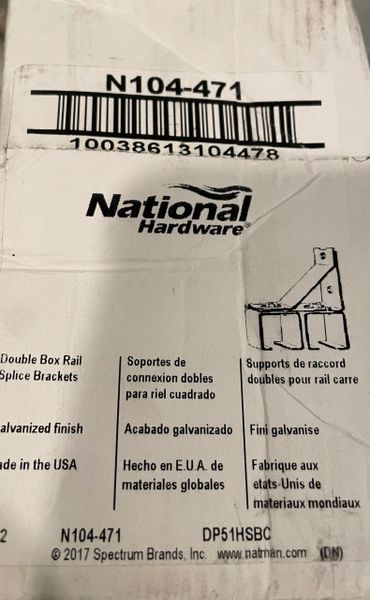 N104-471
10038613104478
National
Hardware®
Double Box Rail
Splice Brackets
alvanized finish
ade in the USA
Soportes de
connexion dobles
para riel cuadrado
Acabado galvanizado
Hecho en E.U.A. de
materiales globales
Supports de raccord
doubles pour rail carre
Fini galvanise
Fabrique aux
etats-Unis de
materiaux mondiaux
2 N104-471 DP51HSBC
© 2017 Spectrum Brands, Inc. www.natman.com (DN)